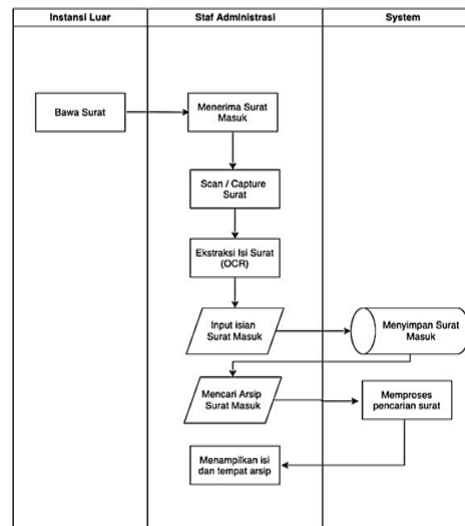 Instansi Luar
Staf Administrasi
System
Bawa Surat
Menerima Surat
Masuk
Scan / Capture
Surat
Ekstraksi Isi Surat
(OCR)
Input isian
Surat Masuk
Menyimpan Surat
Masuk
Mencari Arsip
Surat Masuk
Memproses
pencarian surat
Menampilkan isi
dan tempat arsip